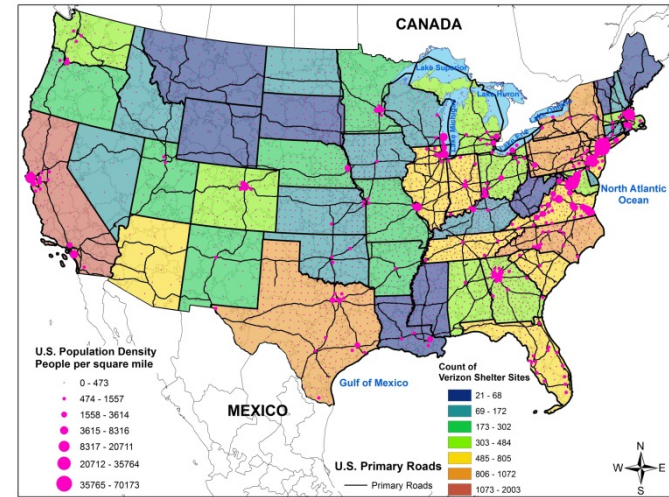 CANADA
Lake Superior
Lake Huron
Lake Michigan
North Atlantic
Ocean
U.S. Population Density
People per square mile
0 - 473
474 - 1557
1558 - 3614
3615 - 8316
8317 - 20711
20712 - 35764
35765 - 70173
Gulf of Mexico
MEXICO
Count of
Verizon Shelter Sites
21 - 68
69 - 172
173 - 302
303 - 484
485 - 805
806 - 1072
1073 - 2003
U.S. Primary Roads
Primary Roads
N
W
E
S